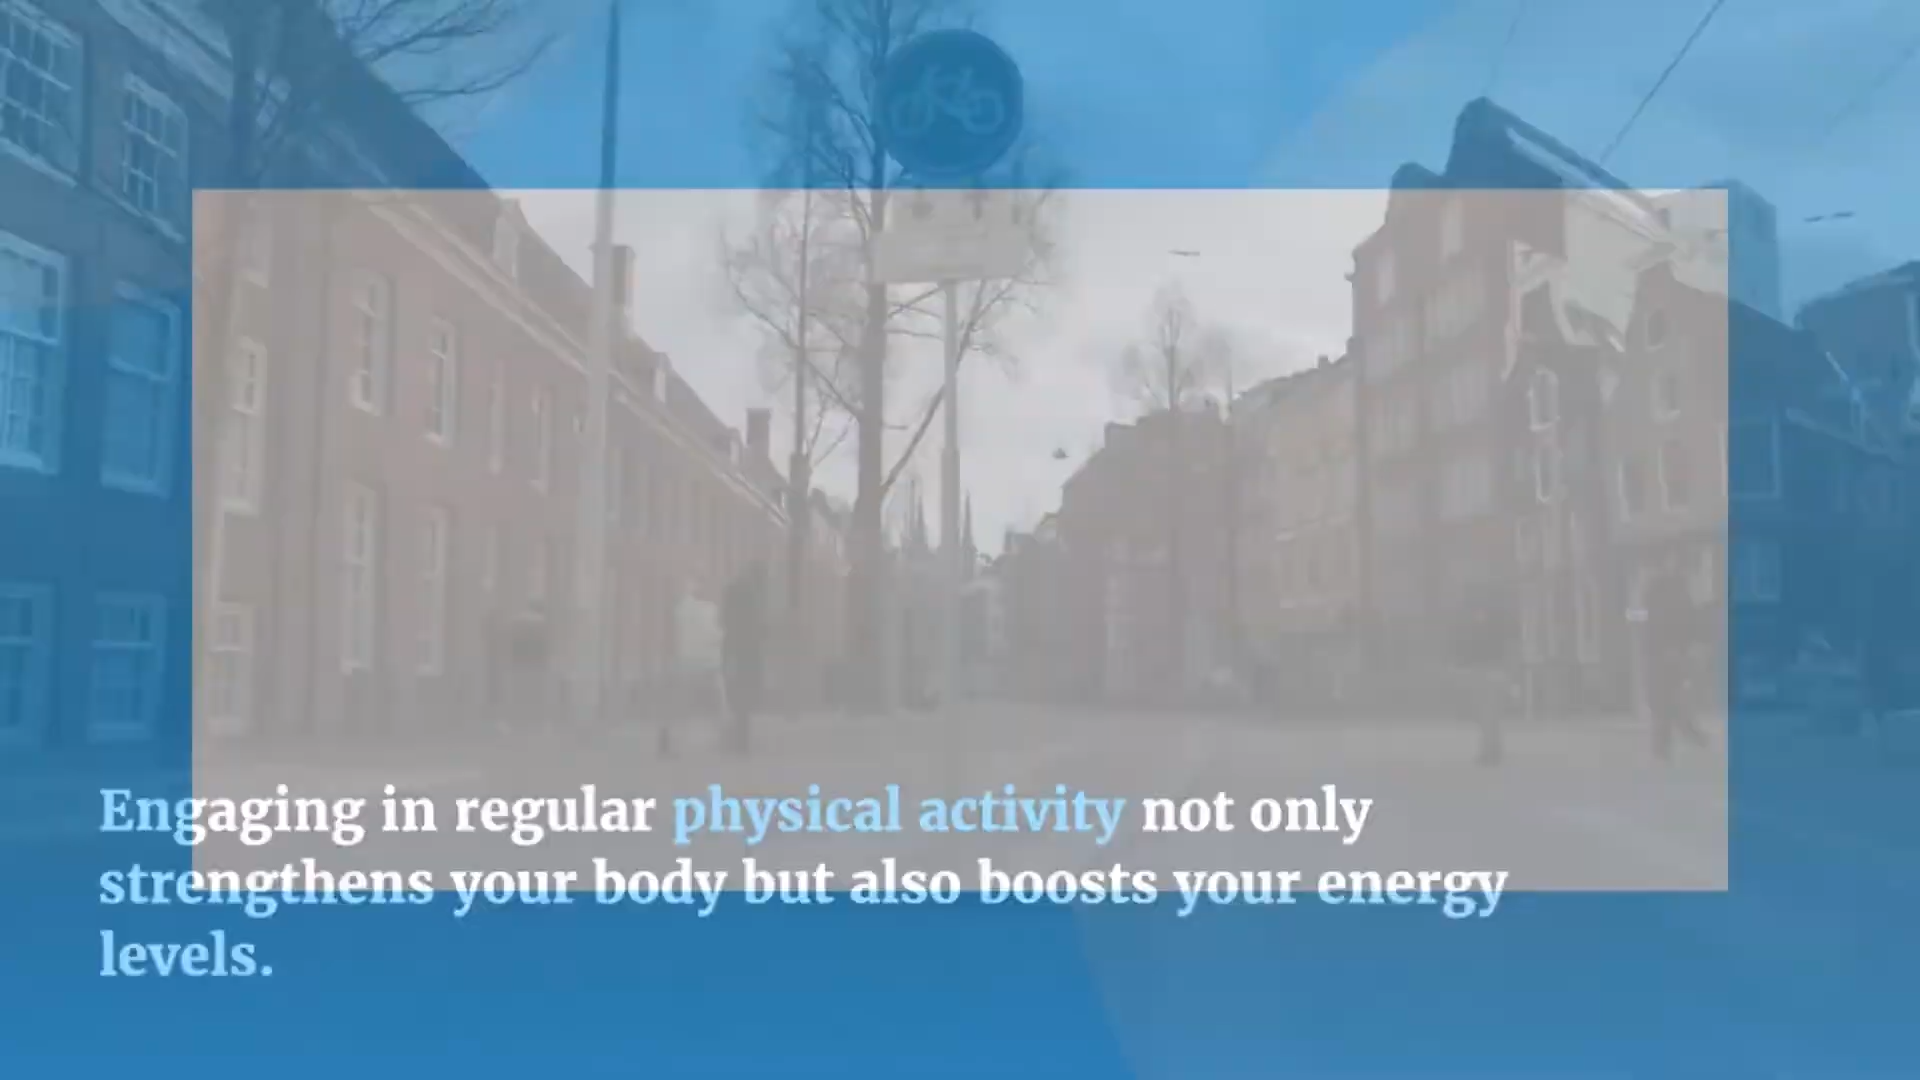 Engaging in regular physical activity not only
strengthens your body but also boosts your energy
levels.